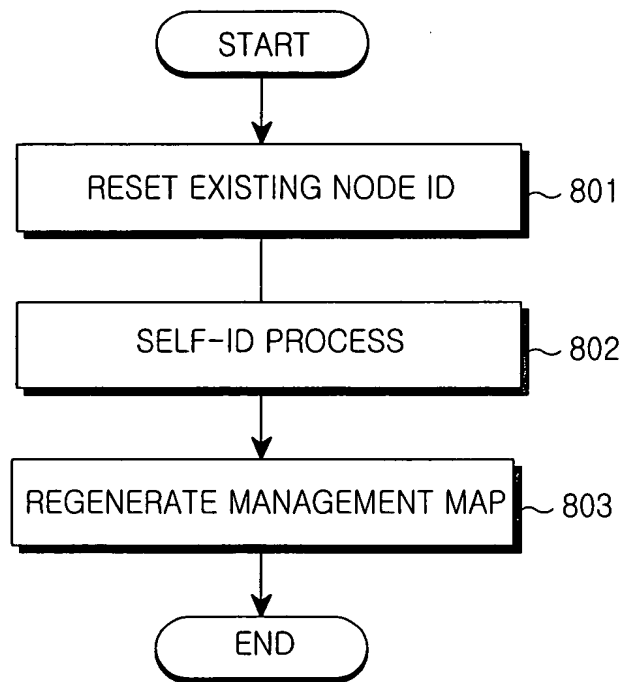 START
RESET EXISTING NODE ID
801
SELF-ID PROCESS
802
REGENERATE MANAGEMENT MAP
803
END